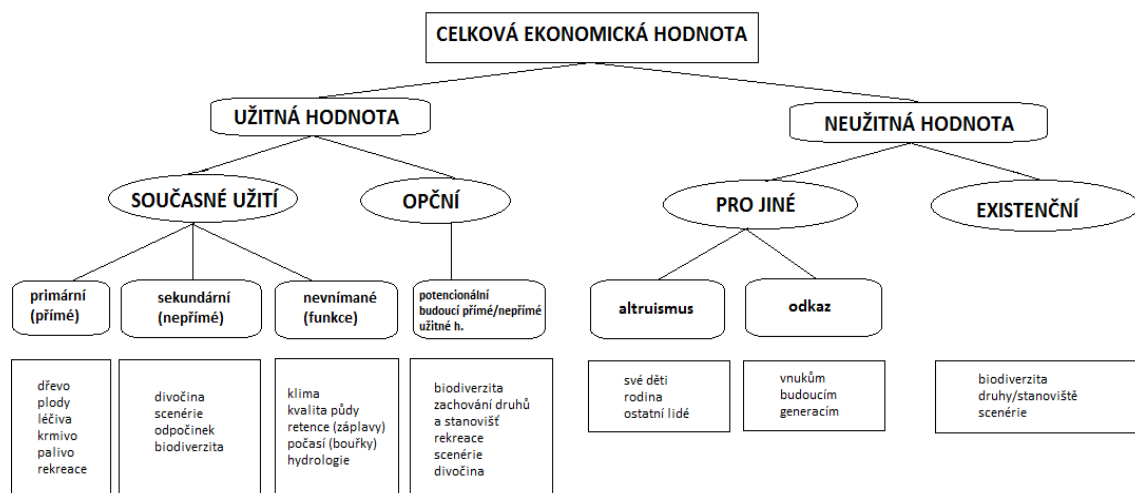 CELKOVÁ EKONOMICKÁ HODNOTA
UŽITNÁ HODNOTA
NEUŽITNÁ HODNOTA
SOUČASNÉ UŽITÍ
OPČNÍ
PRO JINÉ
EXISTENČNÍ
primární
(přímé)
sekundární
(nepřímé)
nevnímané
(funkce)
potencionální
budoucí přímé/nepřímé
užitné h.
altruismus
odkaz
dřevo
plody
léčiva
krmivo
palivo
rekreace
divočina
scenérie
odpočinek
biodiverzita
klima
kvalita půdy
retence (záplavy)
počasí (bouřky)
hydrologie
biodiverzita
zachování druhů
a stanovišť
rekreace
scenérie
divočina
své děti
rodina
ostatní lidé
vnukům
budoucím
generacím
biodiverzita
druhy/stanoviště
scenérie